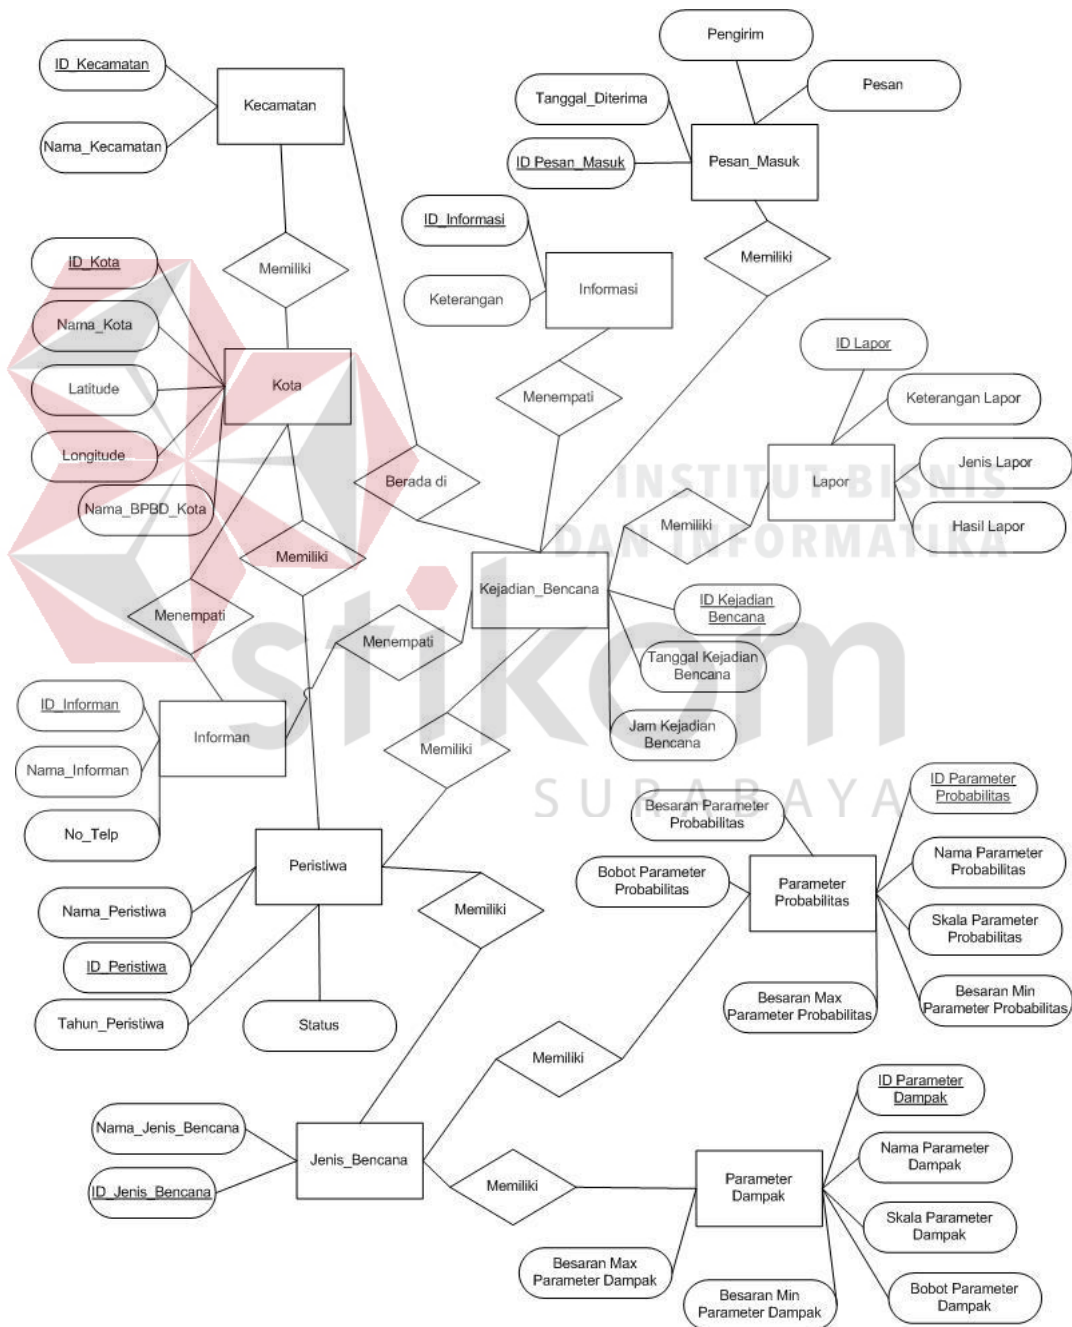 Pengirim
ID_Kecamatan
Pesan
Kecamatan
Tanggal_Diterima
Nama_Kecamatan
Pesan_Masuk
ID Pesan_Masuk
ID_Informasi
Memiliki
Memiliki
ID_Kota
Informasi
Keterangan
Nama_Kota
ID Lapor
Kota
Latitude
Menempati
Keterangan Lapor
Longitude
Jenis Lapor
Berada di
Lapor
INSTITUT BISNIS
DAN INFORMATIKA
Nama_BPBD_Kota
Memiliki
Hasil Lapor
Memiliki
Kejadian_Bencana
ID Kejadian
Bencana
Menempati
Menempati
stikom
Tanggal Kejadian
Bencana
ID_Informan
Informan
Jam Kejadian
Bencana
Memiliki
Nama_Informan
SURABAYA
ID Parameter
Probabilitas
Besaran Parameter
Probabilitas
No_Telp
Peristiwa
Nama Parameter
Probabilitas
Bobot Parameter
Probabilitas
Parameter
Probabilitas
Nama_Peristiwa
Memiliki
Skala Parameter
Probabilitas
ID_Peristiwa
Besaran Max
Parameter Probabilitas
Besaran Min
Parameter Probabilitas
Tahun_Peristiwa
Status
Memiliki
ID Parameter
Dampak
Nama_Jenis_Bencana
Jenis_Bencana
Nama Parameter
Dampak
ID_Jenis_Bencana
Memiliki
Parameter
Dampak
Skala Parameter
Dampak
Besaran Max
Parameter Dampak
Besaran Min
Parameter Dampak
Bobot Parameter
Dampak